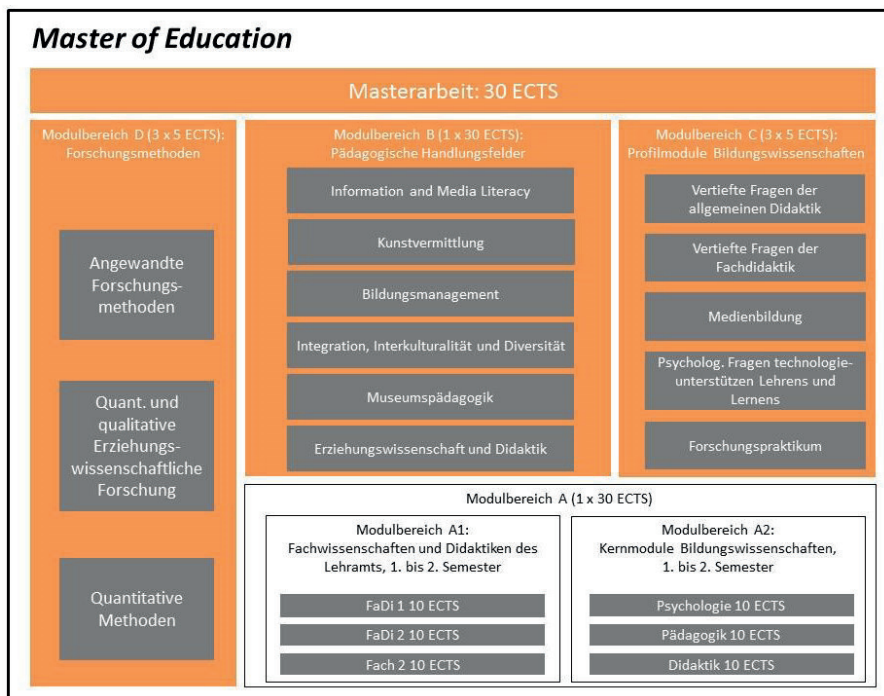 Master of Education
Masterarbeit: 30 ECTS
Modulbereich D (3 x 5 ECTS):
Forschungsmethoden
Angewandte
Forschungs-
methoden
Quant. und
qualitative
Erziehungs-
wissenschaftliche
Forschung
Quantitative
Methoden
Modulbereich B (1 x 30 ECTS):
Pädagogische Handlungsfelder
Information and Media Literacy
Kunstvermittlung
Bildungsmanagement
Integration, Interkulturalität und Diversität
Museumspädagogik
Erziehungswissenschaft und Didaktik
Modulbereich C (3 x 5 ECTS):
Profilmodule Bildungswissenschaften
Vertiefte Fragen der
allgemeinen Didaktik
Vertiefte Fragen der
Fachdidaktik
Medienbildung
Psycholog. Fragen technologie-
unterstützen Lehrens und
Lernens
Forschungspraktikum
Modulbereich A (1 x 30 ECTS)
Modulbereich A1:
Fachwissenschaften und Didaktiken des
Lehramts, 1. bis 2. Semester
FaDi 1 10 ECTS
FaDi 2 10 ECTS
Fach 2 10 ECTS
Modulbereich A2:
Kernmodule Bildungswissenschaften,
1. bis 2. Semester
Psychologie 10 ECTS
Pädagogik 10 ECTS
Didaktik 10 ECTS